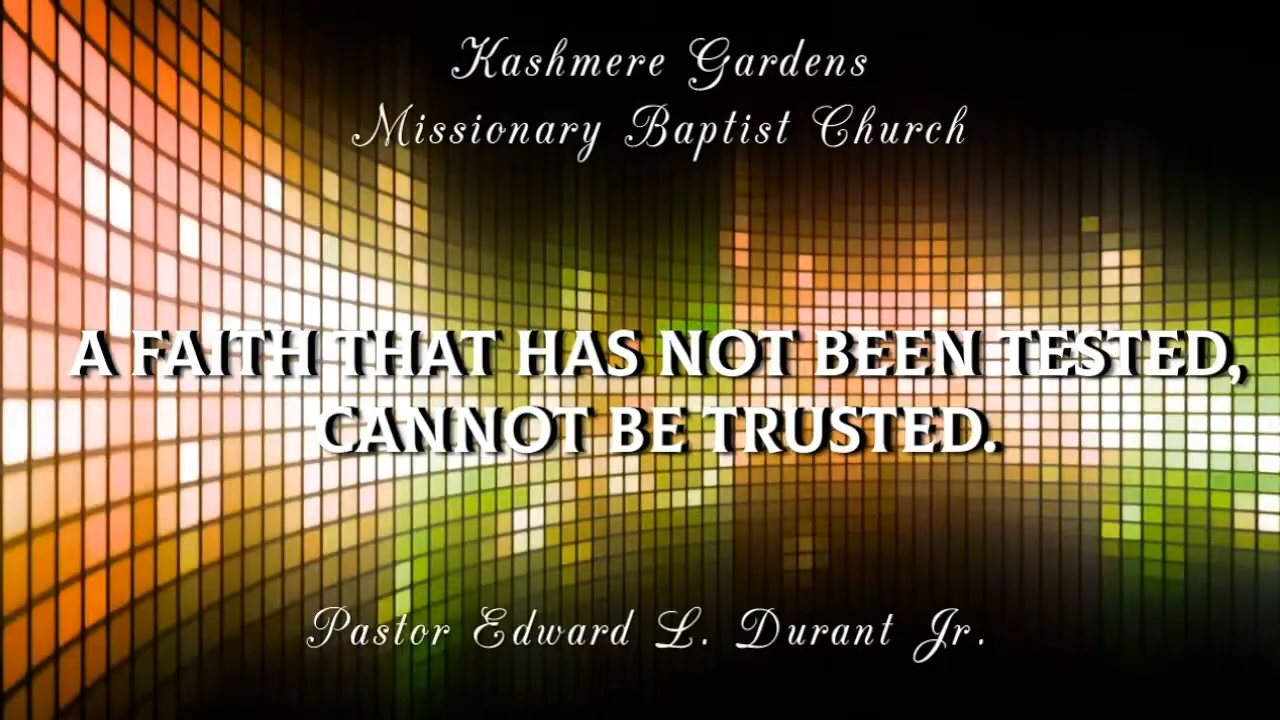 Kashmere Gardens
Missionary Baptist Church
A FAITH THAT HAS NOT BEEN TESTED,
CANNOT BE TRUSTED.
Pastor Edward L. Durant Jr.